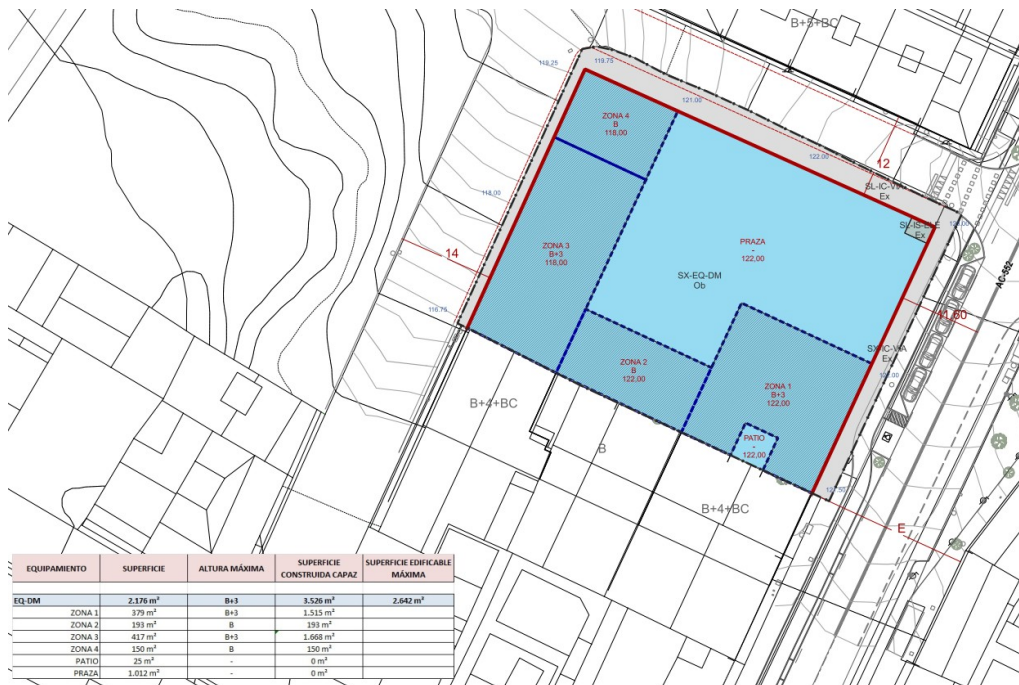 B+5+BC
119.25
119.75
121.00
122.00
12
SL-IC-VIA
Ex
SL-IS-ELE
Ex
AC-552
ZONA 4
B
118,00
118.00
14
ZONA 3
B+3
118,00
PRAZA
-
122,00
SX-EQ-DM
Ob
11,60
SX-IC-VIA
Ex
ZONA 2
B
122,00
ZONA 1
B+3
122,00
PATIO
-
122,00
B+4+BC
B
B+4+BC
E
EQUIPAMIENTO SUPERFICIE ALTURA MÁXIMA SUPERFICIE CONSTRUIDA CAPAZ SUPERFICIE EDIFICABLE MÁXIMA
EQ-DM 2.176 m² B+3 3.526 m² 2.642 m²
ZONA 1 379 m² B+3 1.515 m²
ZONA 2 193 m² B 193 m²
ZONA 3 417 m² B+3 1.668 m²
ZONA 4 150 m² B 150 m²
PATIO 25 m² - 0 m²
PRAZA 1.012 m² - 0 m²